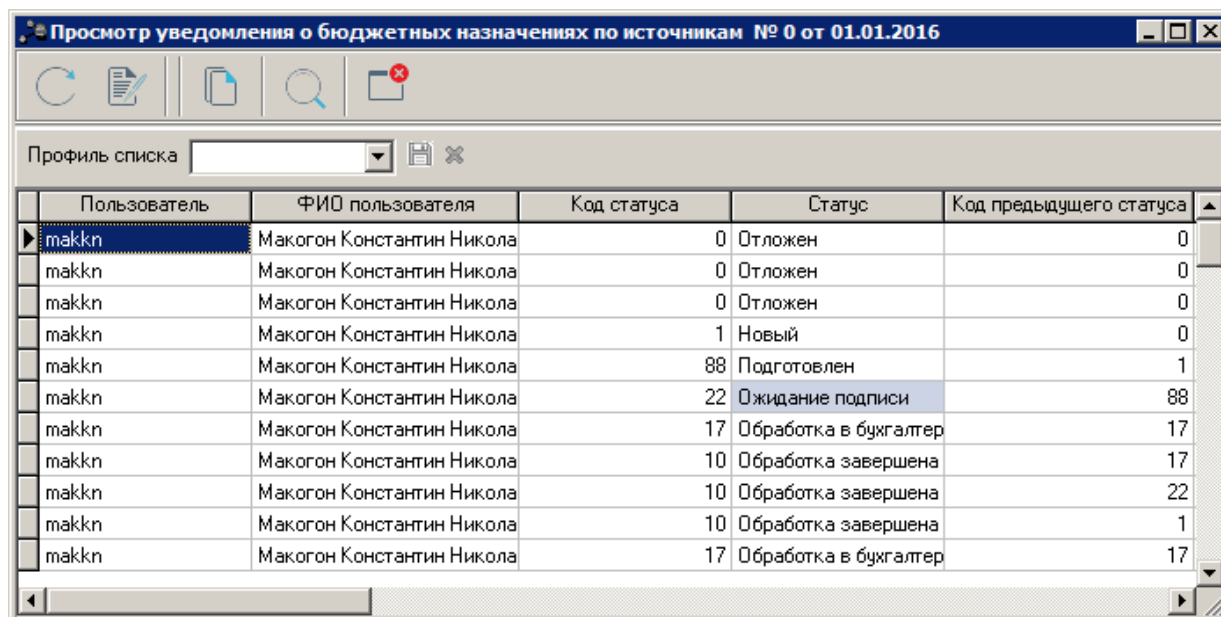 Просмотр уведомления о бюджетных назначениях по источникам № 0 от 01.01.2016
Профиль списка
Пользователь ФИО пользователя Код статуса Статус Код предыдущего статуса
makkn Макогон Константин Никола 0 Отложен 0
makkn Макогон Константин Никола 0 Отложен 0
makkn Макогон Константин Никола 0 Отложен 0
makkn Макогон Константин Никола 1 Новый 0
makkn Макогон Константин Никола 88 Подготовлен 1
makkn Макогон Константин Никола 22 Ожидание подписи 88
makkn Макогон Константин Никола 17 Обработка в бухгалтер 17
makkn Макогон Константин Никола 10 Обработка завершена 17
makkn Макогон Константин Никола 10 Обработка завершена 22
makkn Макогон Константин Никола 10 Обработка завершена 1
makkn Макогон Константин Никола 17 Обработка в бухгалтер 17